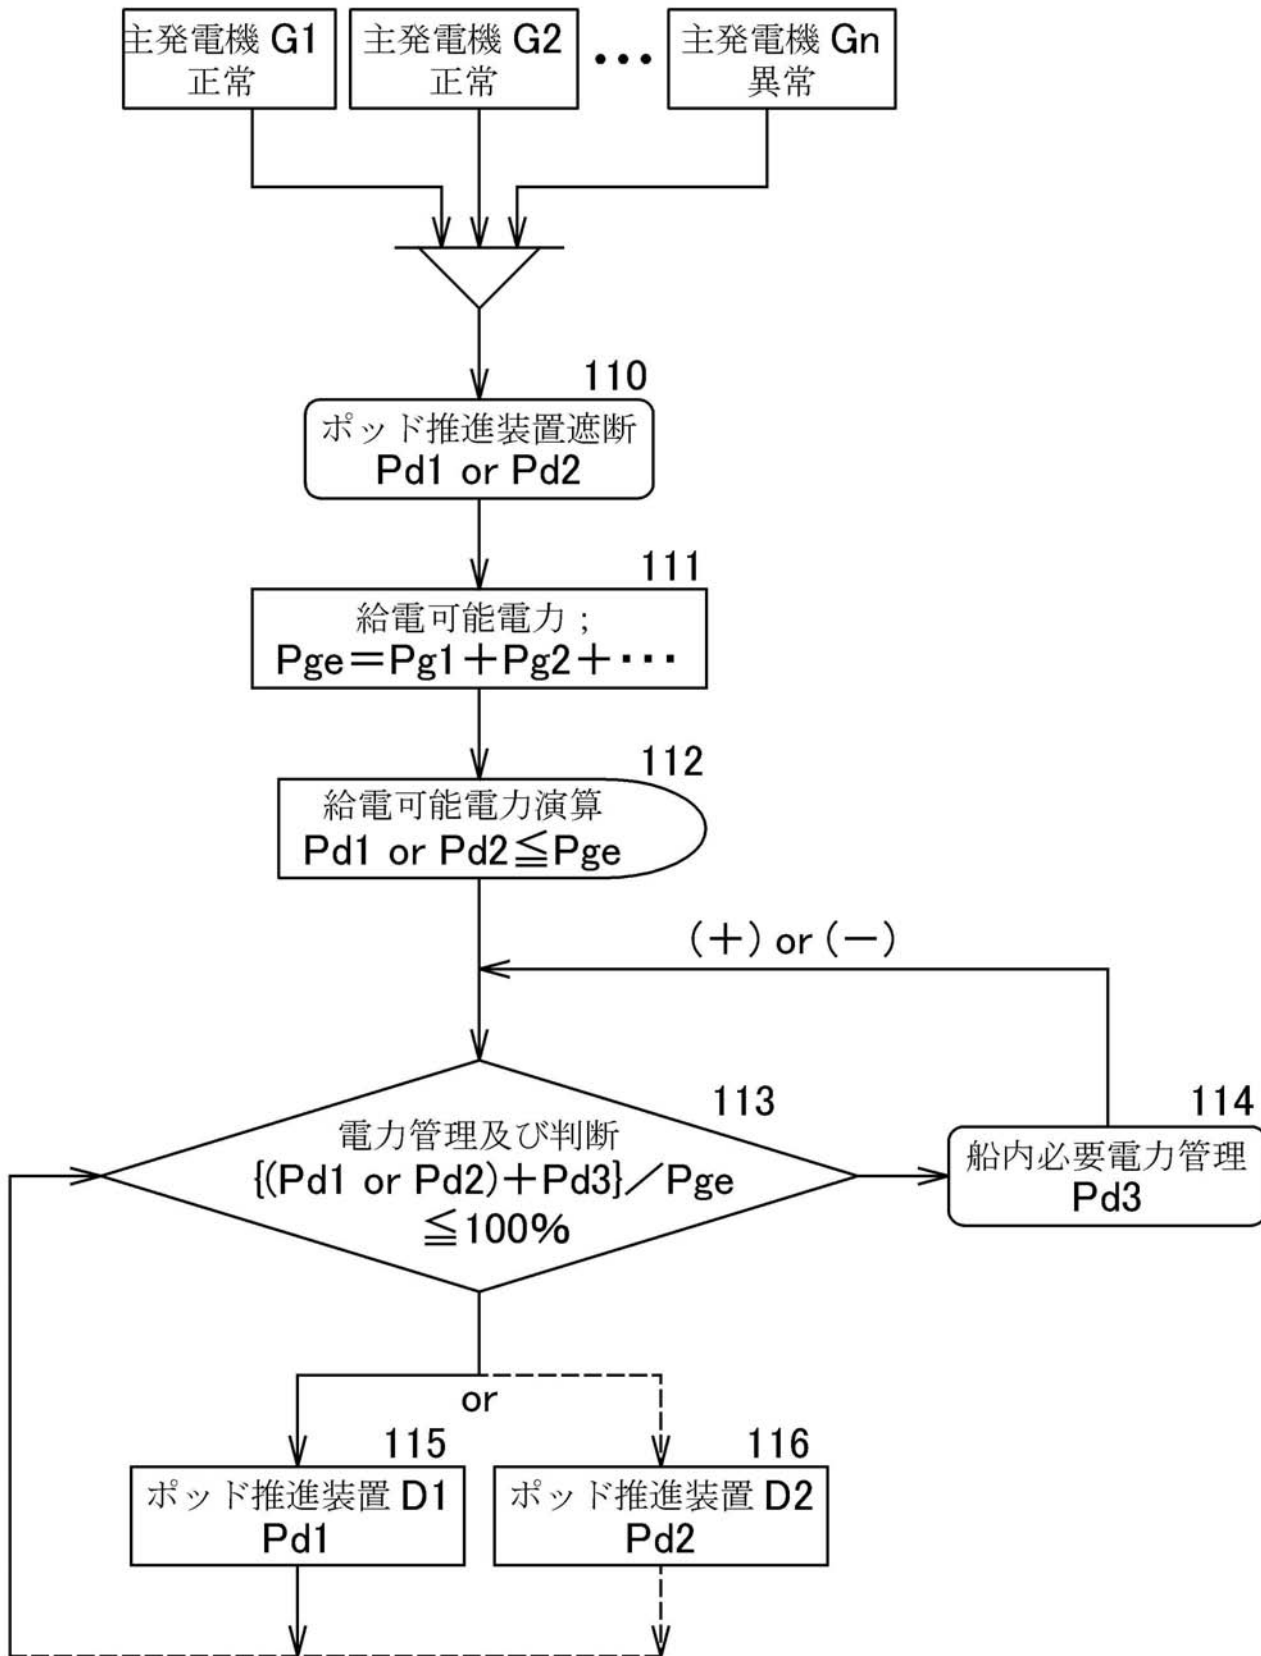 主発電機 G1
正常
主発電機 G2
正常
•••
主発電機 Gn
異常
110
ポッド推進装置遮断
Pd1 or Pd2
111
給電可能電力；
Pge＝Pg1＋Pg2＋・・・
112
給電可能電力演算
Pd1 or Pd2≦Pge
(＋) or (－)
113
電力管理及び判断
{(Pd1 or Pd2)＋Pd3}／Pge
≦100%
114
船内必要電力管理
Pd3
or
115
ポッド推進装置 D1
Pd1
116
ポッド推進装置 D2
Pd2